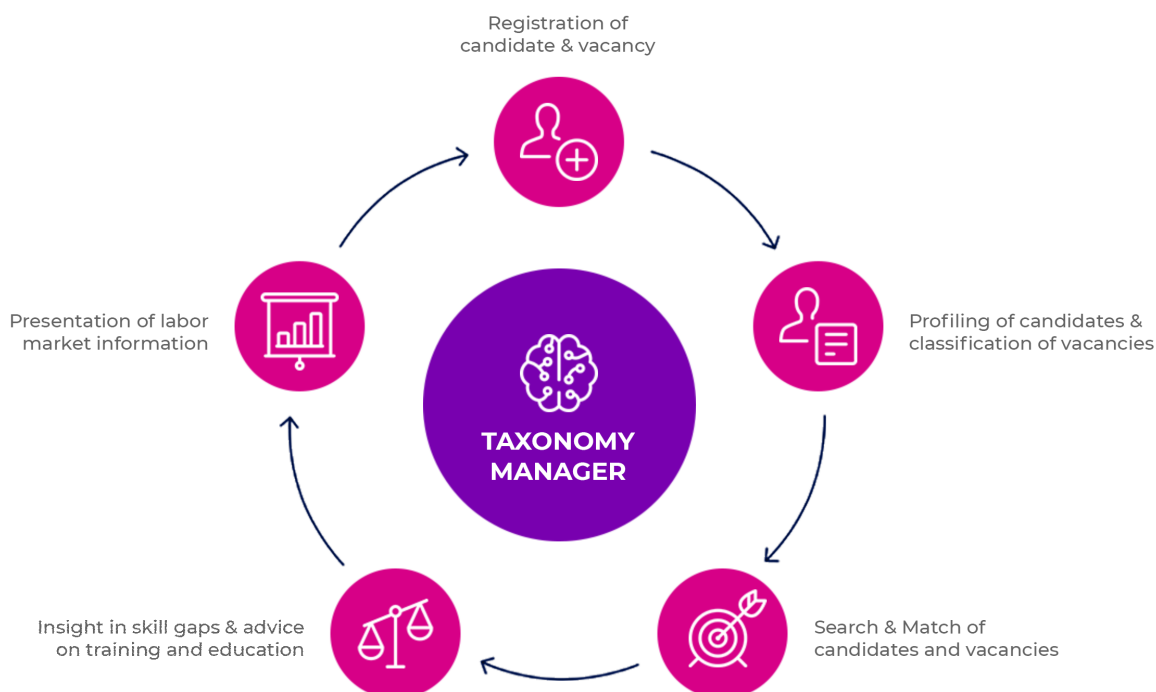 Registration of
candidate & vacancy
Profiling of candidates &
classification of vacancies
Search & Match of
candidates and vacancies
Insight in skill gaps & advice
on training and education
Presentation of labor
market information
TAXONOMY
MANAGER